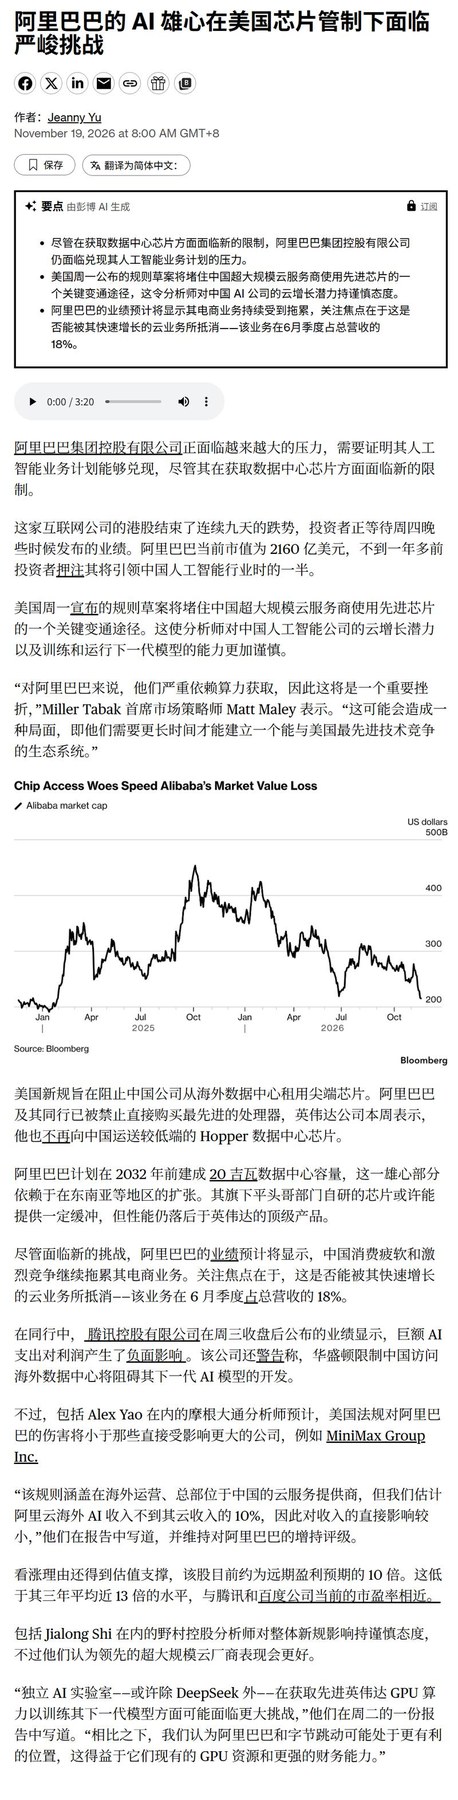 阿里巴巴的 AI 雄心在美国芯片管制下面临
严峻挑战
作者：Jeanny Yu
November 19, 2026 at 8:00 AM GMT+8
保存
翻译为简体中文：
要点 由彭博 AI 生成
订阅
• 尽管在获取数据中心芯片方面面临新的限制，阿里巴巴集团控股有限公司
仍面临兑现其人工智能业务计划的压力。
• 美国周一公布的规则草案将堵住中国超大规模云服务商使用先进芯片的一
个关键变通途径，这令分析师对中国 AI 公司的云增长潜力持谨慎态度。
• 阿里巴巴的业绩预计将显示其电商业务持续受到拖累，关注焦点在于这是
否能被其快速增长的云业务所抵消——该业务在6月季度占总营收的
18%。
0:00 / 3:20
阿里巴巴集团控股有限公司正面临越来越大的压力，需要证明其人工
智能业务计划能够兑现，尽管其在获取数据中心芯片方面面临新的限
制。
这家互联网公司的港股结束了连续九天的跌势，投资者正等待周四晚
些时候发布的业绩。阿里巴巴当前市值为 2160 亿美元，不到一年多前
投资者押注其将引领中国人工智能行业时的一半。
美国周一宣布的规则草案将堵住中国超大规模云服务商使用先进芯片
的一个关键变通途径。这使分析师对中国人工智能公司的云增长潜力
以及训练和运行下一代模型的能力更加谨慎。
“对阿里巴巴来说，他们严重依赖算力获取，因此这将是一个重要挫
折，”Miller Tabak 首席市场策略师 Matt Maley 表示。“这可能会造成一
种局面，即他们需要更长时间才能建立一个能与美国最先进技术竞争
的生态系统。”
Chip Access Woes Speed Alibaba's Market Value Loss
Alibaba market cap
US dollars
500B
400
300
200
Jan Apr Jul Oct Jan Apr Jul Oct
2025 2026
Source: Bloomberg
Bloomberg
美国新规旨在阻止中国公司从海外数据中心租用尖端芯片。阿里巴巴
及其同行已被禁止直接购买最先进的处理器，英伟达公司本周表示，
他也不再向中国运送较低端的 Hopper 数据中心芯片。
阿里巴巴计划在 2032 年前建成 20 吉瓦数据中心容量，这一雄心部分
依赖于在东南亚等地区的扩张。其旗下平头哥部门自研的芯片或许能
提供一定缓冲，但性能仍落后于英伟达的顶级产品。
尽管面临新的挑战，阿里巴巴的业绩预计将显示，中国消费疲软和激
烈竞争继续拖累其电商业务。关注焦点在于，这是否能被其快速增长
的云业务所抵消——该业务在 6 月季度占总营收的 18%。
在同行中，腾讯控股有限公司在周三收盘后公布的业绩显示，巨额 AI
支出对利润产生了负面影响 。该公司还警告称，华盛顿限制中国访问
海外数据中心将阻碍其下一代 AI 模型的开发。
不过，包括 Alex Yao 在内的摩根大通分析师预计，美国法规对阿里巴
巴的伤害将小于那些直接受影响更大的公司，例如 MiniMax Group
Inc.
“该规则涵盖在海外运营、总部位于中国的云服务提供商，但我们估计
阿里云海外 AI 收入不到其云收入的 10%，因此对收入的直接影响较
小，”他们在报告中写道，并维持对阿里巴巴的增持评级。
看涨理由还得到估值支撑，该股目前约为远期盈利预期的 10 倍。这低
于其三年平均近 13 倍的水平，与腾讯和百度公司当前的市盈率相近。
包括 Jialong Shi 在内的野村控股分析师对整体新规影响持谨慎态度，
不过他们认为领先的超大规模云厂商表现会更好。
“独立 AI 实验室——或许除 DeepSeek 外——在获取先进英伟达 GPU 算
力以训练其下一代模型方面可能面临更大挑战，”他们在周二的一份报
告中写道。“相比之下，我们认为阿里巴巴和字节跳动可能处于更有利
的位置，这得益于它们现有的 GPU 资源和更强的财务能力。”